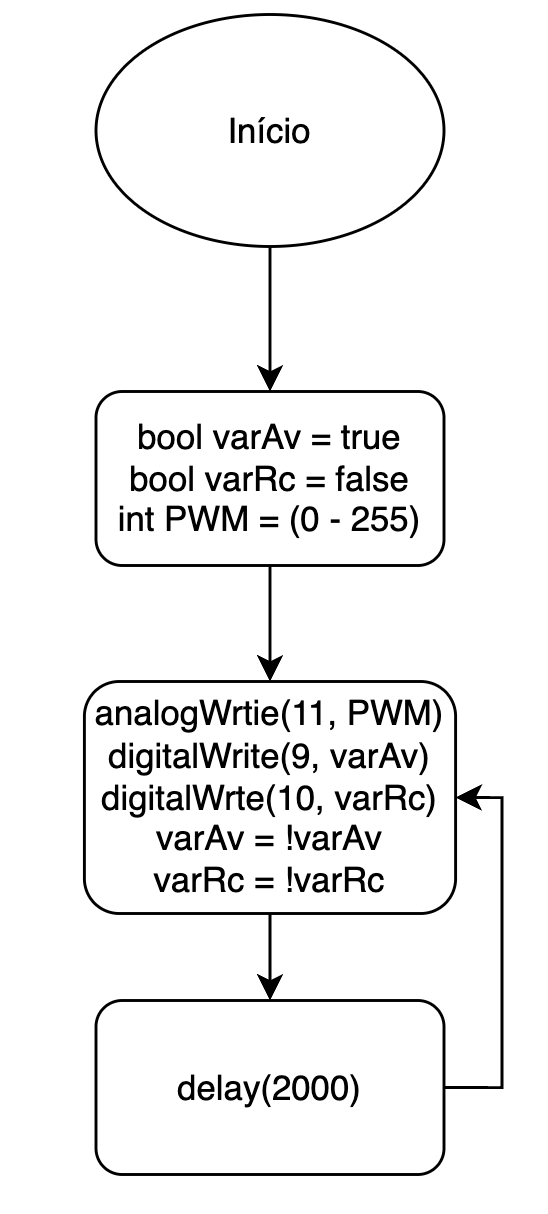 Início
bool varAv = true
bool varRc = false
int PWM = (0 - 255)
analogWrtie(11, PWM)
digitalWrite(9, varAv)
digitalWrte(10, varRc)
varAv = !varAv
varRc = !varRc
delay(2000)